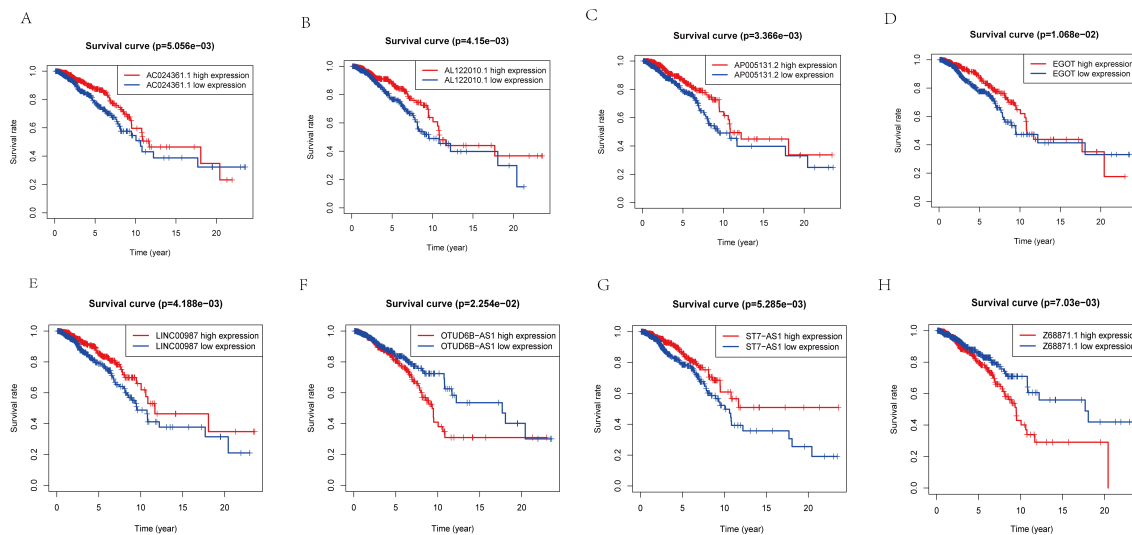 A
Survival curve (p=5.056e−03)
Survival rate
0.0 0.2 0.4 0.6 0.8 1.0
AC024361.1 high expression
AC024361.1 low expression
0 5 10 15 20
Time (year)
B
Survival curve (p=4.15e−03)
Survival rate
0.0 0.2 0.4 0.6 0.8 1.0
AL122010.1 high expression
AL122010.1 low expression
0 5 10 15 20
Time (year)
C
Survival curve (p=3.366e−03)
Survival rate
0.0 0.2 0.4 0.6 0.8 1.0
AP005131.2 high expression
AP005131.2 low expression
0 5 10 15 20
Time (year)
D
Survival curve (p=1.068e−02)
Survival rate
0.0 0.2 0.4 0.6 0.8 1.0
EGOT high expression
EGOT low expression
0 5 10 15 20
Time (year)
E
Survival curve (p=4.188e−03)
Survival rate
0.0 0.2 0.4 0.6 0.8 1.0
LINC00987 high expression
LINC00987 low expression
0 5 10 15 20
Time (year)
F
Survival curve (p=2.254e−02)
Survival rate
0.0 0.2 0.4 0.6 0.8 1.0
OTUD6B−AS1 high expression
OTUD6B−AS1 low expression
0 5 10 15 20
Time (year)
G
Survival curve (p=5.285e−03)
Survival rate
0.0 0.2 0.4 0.6 0.8 1.0
ST7−AS1 high expression
ST7−AS1 low expression
0 5 10 15 20
Time (year)
H
Survival curve (p=7.03e−03)
Survival rate
0.0 0.2 0.4 0.6 0.8 1.0
Z68871.1 high expression
Z68871.1 low expression
0 5 10 15 20
Time (year)